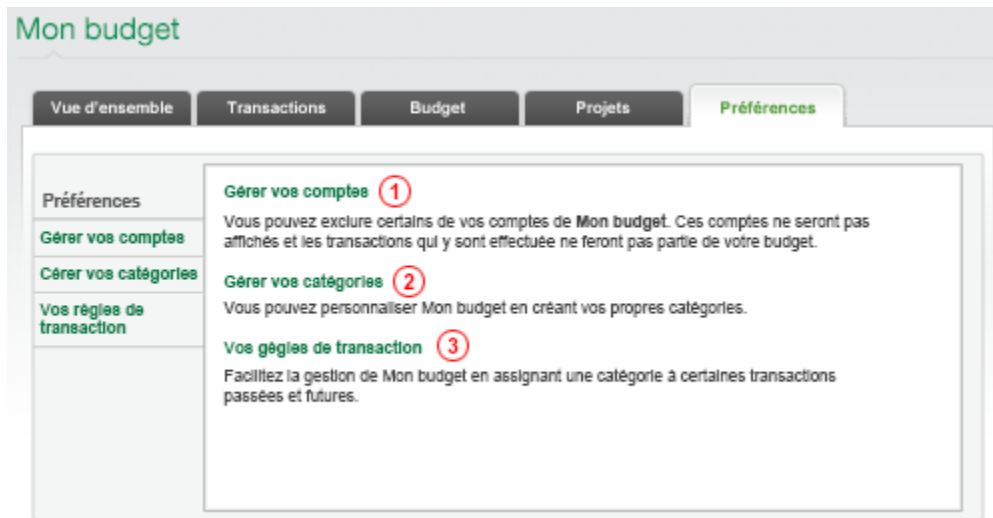 Mon budget
Vue d'ensemble
Transactions
Budget
Projets
Préférences
Préférences
Gérer vos comptes
Cérer vos catégories
Vos règles de
transaction
Gérer vos comptes 1
Vous pouvez exclure certains de vos comptes de Mon budget. Ces comptes ne seront pas
affichés et les transactions qui y sont effectuée ne feront pas partie de votre budget.
Gérer vos catégories 2
Vous pouvez personnaliser Mon budget en créant vos propres catégories.
Vos gègles de transaction 3
Facilitez la gestion de Mon budget en assignant une catégorie à certaines transactions
passées et futures.